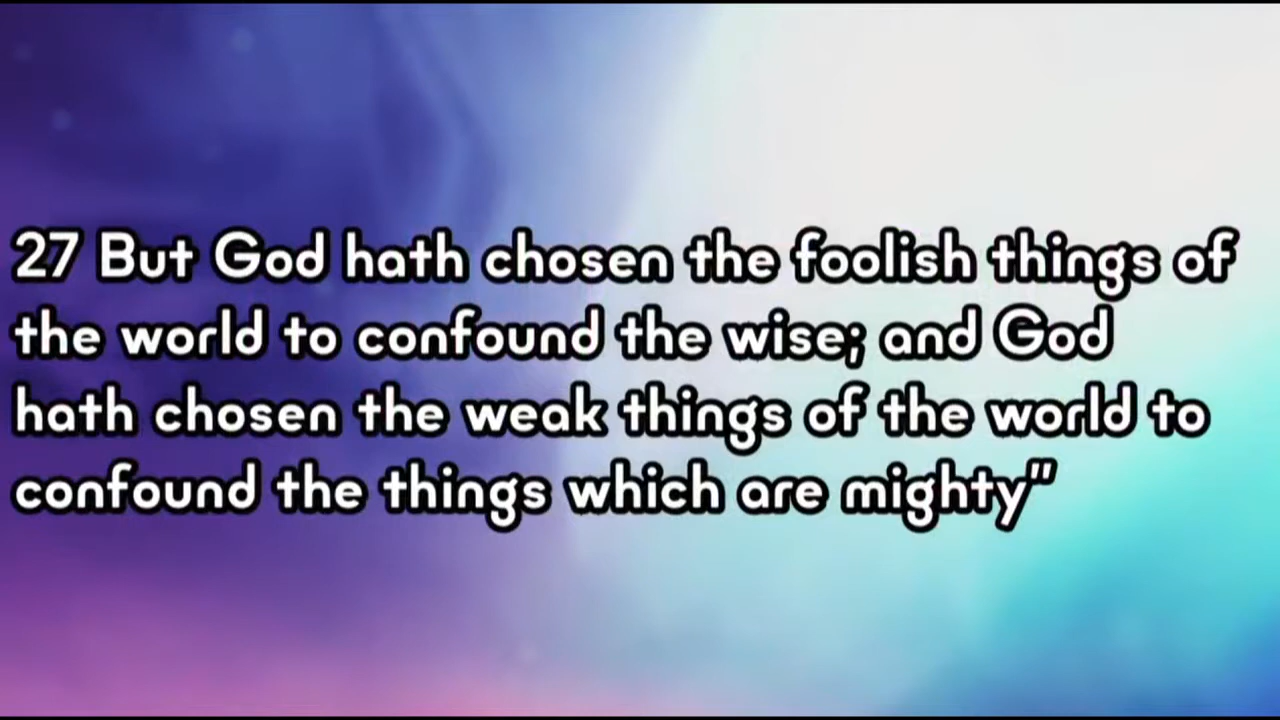 27 But God hath chosen the foolish things of
the world to confound the wise; and God
hath chosen the weak things of the world to
confound the things which are mighty”